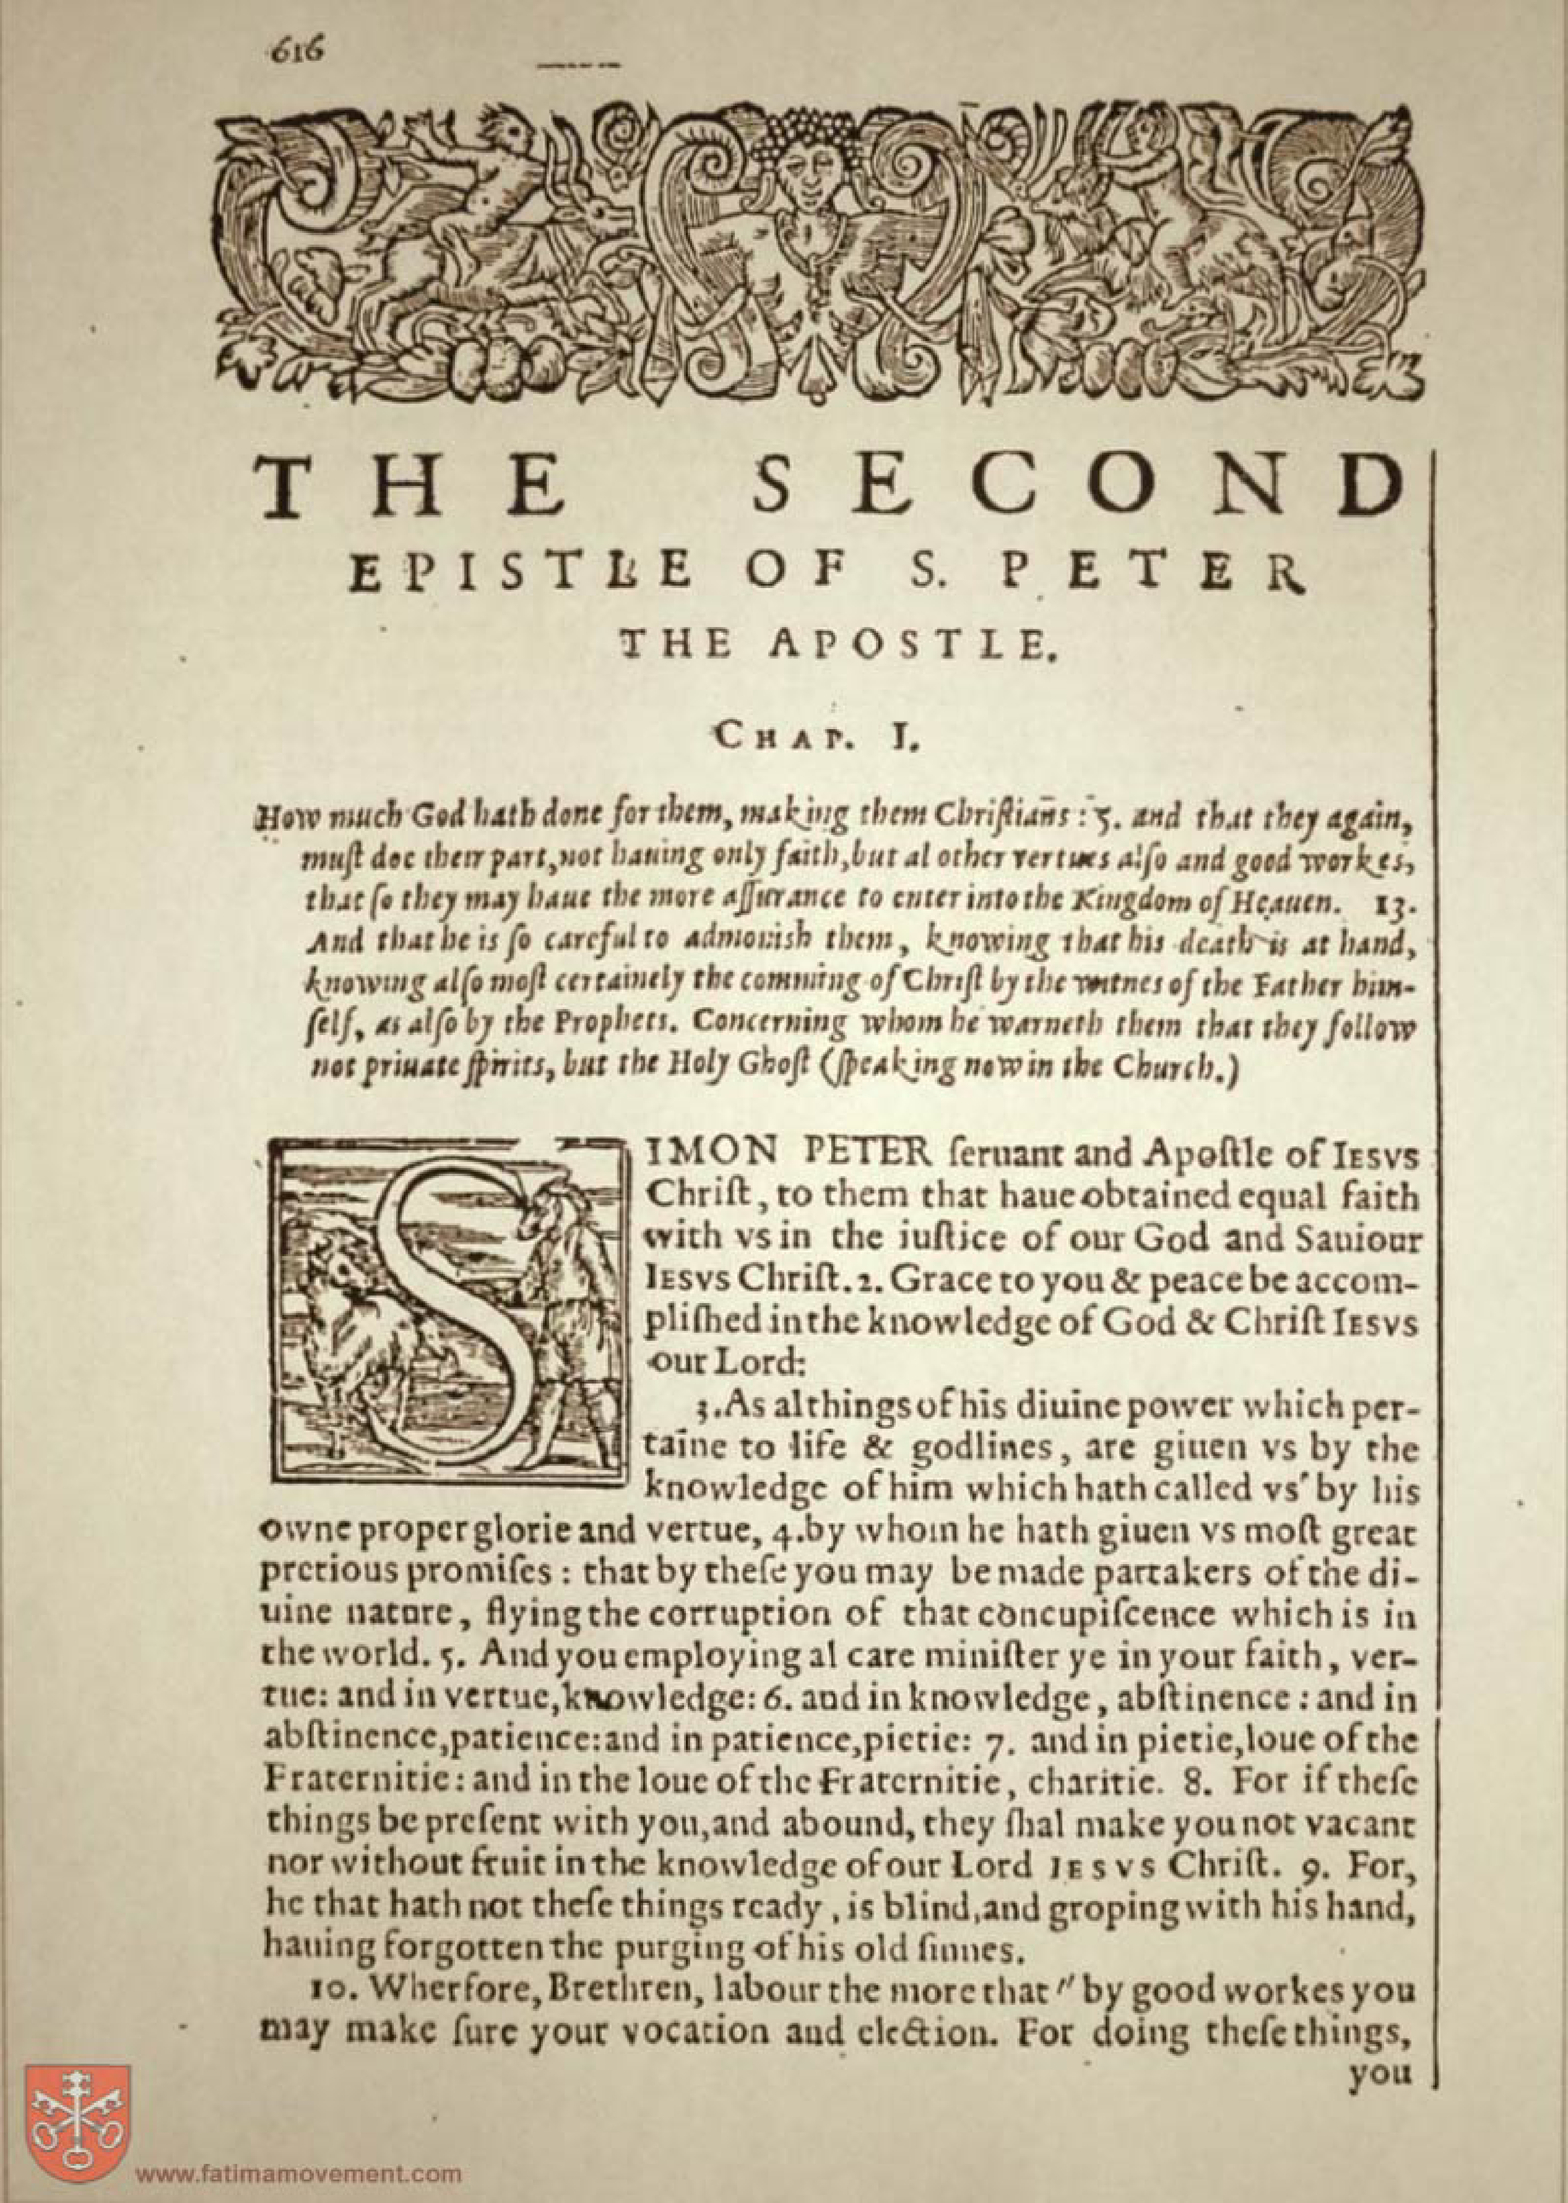 616
THE SECOND
EPISTLE OF S. PETER
THE APOSTLE.
CHAP. I.
How much God hath done for them, making them Chriſtians : 5. and that they again,
muſt doe their part, not hauing only faith, but al other vertues alſo and good workes,
that ſo they may haue the more aſſurance to enter into the Kingdom of Heauen. 13.
And that he is ſo careful to admonish them, knowing that his death is at hand,
knowing alſo moſt certainely the comming of Chriſt by the witnes of the Father him-
ſelf, as alſo by the Prophets. Concerning whom he warneth them that they follow
not priuate ſpirits, but the Holy Ghoſt (ſpeaking now in the Church.)
SIMON PETER ſeruant and Apoſtle of IESVS
Chriſt, to them that haue obtained equal faith
with vs in the iuſtice of our God and Sauiour
IESVS Chriſt. 2. Grace to you & peace be accom-
pliſhed in the knowledge of God & Chriſt IESVS
our Lord:
3. As al things of his diuine power which per-
taine to life & godlines, are giuen vs by the
knowledge of him which hath called vs by his
owne proper glorie and vertue, 4. by whom he hath giuen vs moſt great
pretious promiſes : that by theſe you may be made partakers of the di-
uine nature, flying the corruption of that concupiſcence which is in
the world. 5. And you employing al care miniſter ye in your faith, ver-
tue: and in vertue, knowledge: 6. and in knowledge, abſtinence : and in
abſtinence, patience: and in patience, pietie: 7. and in pietie, loue of the
Fraternitie: and in the loue of the Fraternitie, charitie. 8. For if theſe
things be preſent with you, and abound, they ſhal make you not vacant
nor without fruit in the knowledge of our Lord IESVS Chriſt. 9. For,
he that hath not theſe things ready, is blind, and groping with his hand,
hauing forgotten the purging of his old ſinnes.
10. Wherfore, Brethren, labour the more that " by good workes you
may make ſure your vocation and election. For doing theſe things,
you
www.fatimamovement.com